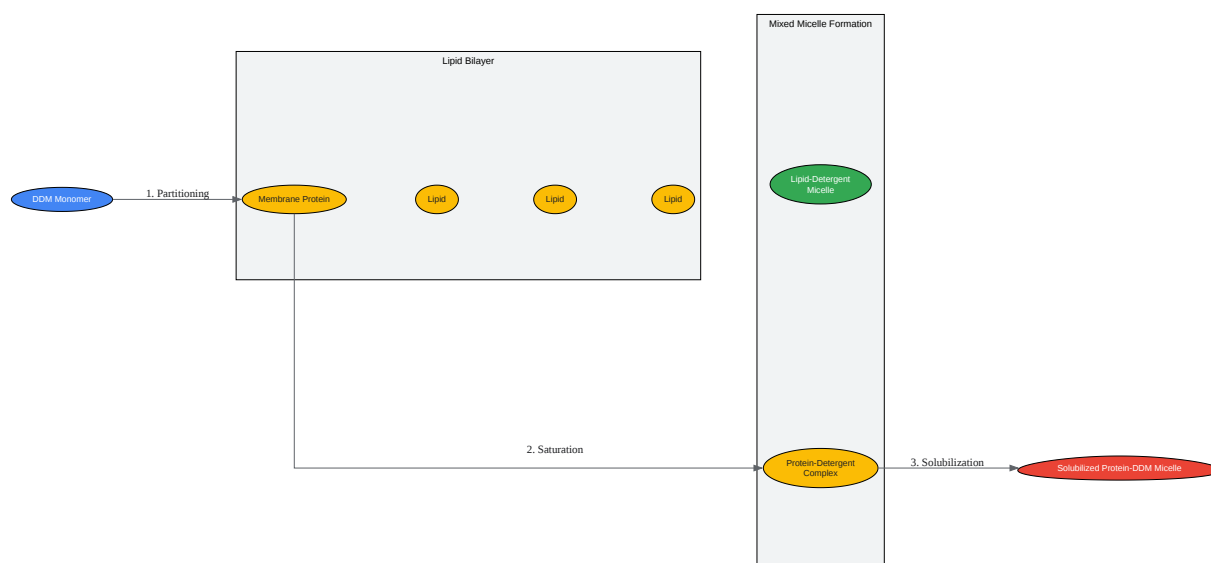 Mixed Micelle Formation
Lipid Bilayer
Lipid-Detergent
Micelle
DDM Monomer
1. Partitioning
Membrane Protein
Lipid
Lipid
Lipid
2. Saturation
Protein-Detergent
Complex
3. Solubilization
Solubilized Protein-DDM Micelle